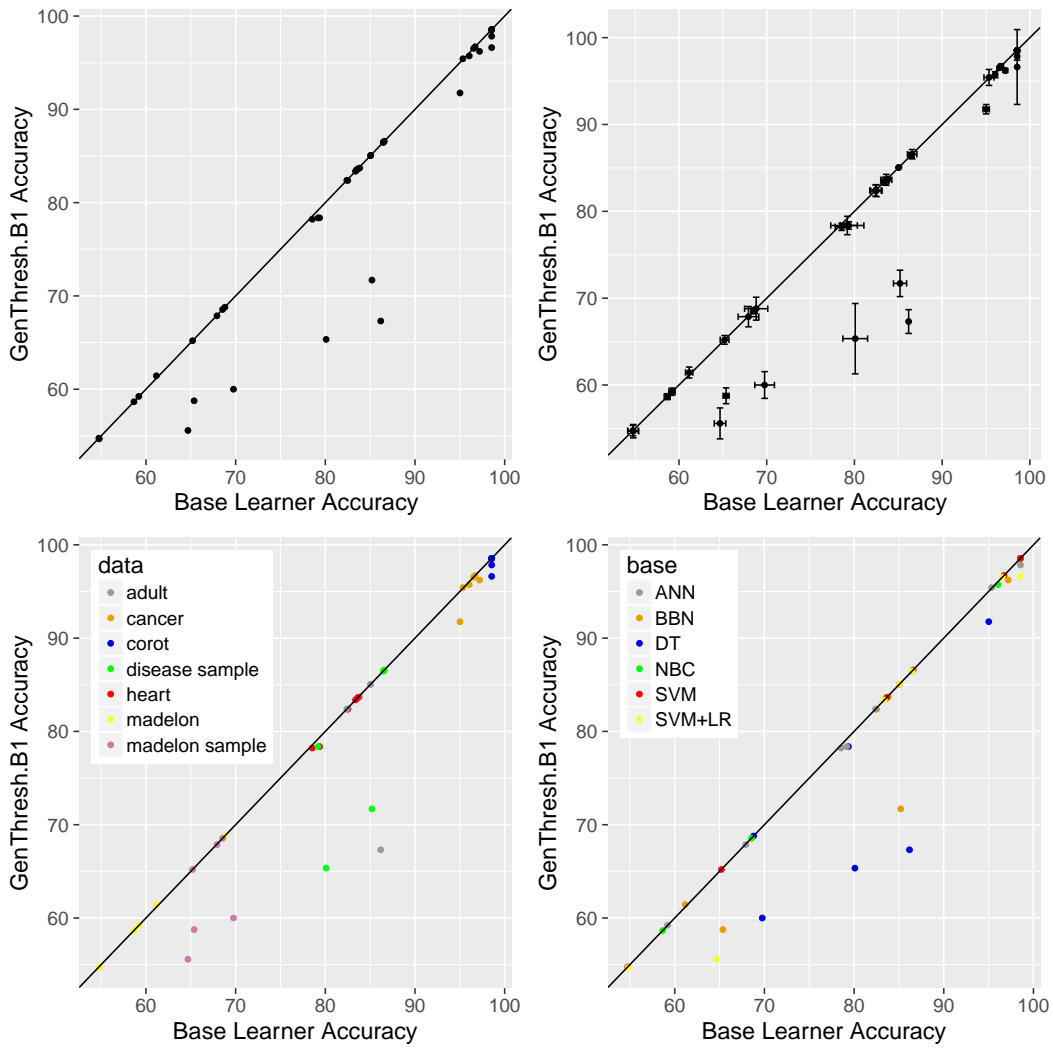 100
90
80
70
60
GenThresh.B1 Accuracy
60
70
80
90
100
Base Learner Accuracy
100
90
80
70
60
GenThresh.B1 Accuracy
60
70
80
90
100
Base Learner Accuracy
100
90
80
70
60
GenThresh.B1 Accuracy
data
adult
cancer
corot
disease sample
heart
madelon
madelon sample
60
70
80
90
100
Base Learner Accuracy
100
90
80
70
60
GenThresh.B1 Accuracy
base
ANN
BBN
DT
NBC
SVM
SVM+LR
60
70
80
90
100
Base Learner Accuracy